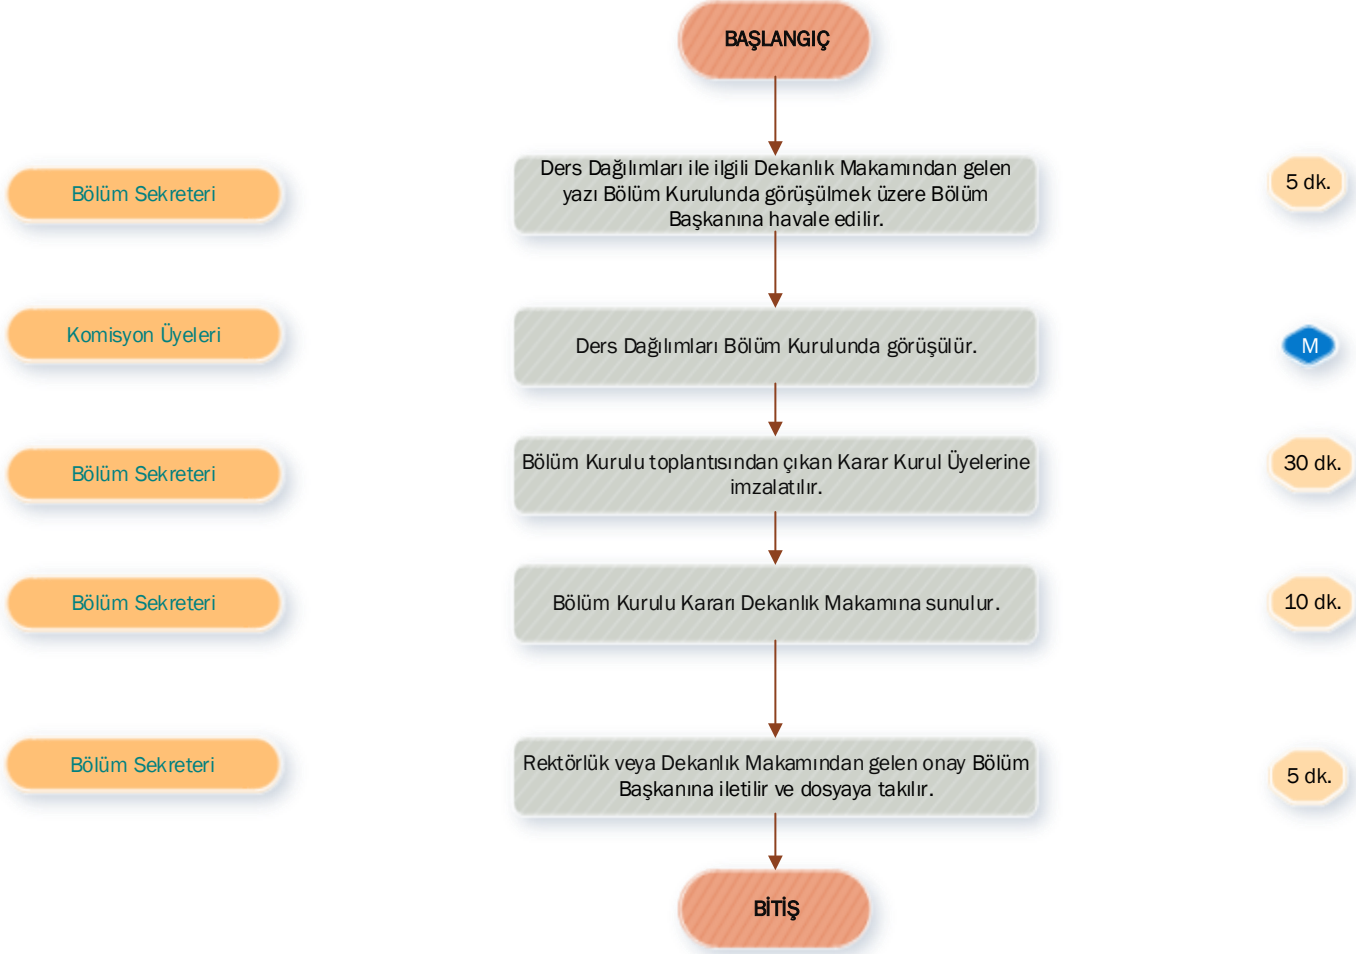 BAŞLANGIÇ
Bölüm Sekreteri
Ders Dağılımları ile ilgili Dekanlık Makamından gelen
yazı Bölüm Kurulunda görüşülmek üzere Bölüm
Başkanına havale edilir.
5 dk.
Komisyon Üyeleri
Ders Dağılımları Bölüm Kurulunda görüşülür.
M
Bölüm Sekreteri
Bölüm Kurulu toplantısından çıkan Karar Kurul Üyelerine
imzalatılır.
30 dk.
Bölüm Sekreteri
Bölüm Kurulu Kararı Dekanlık Makamına sunulur.
10 dk.
Bölüm Sekreteri
Rektörlük veya Dekanlık Makamından gelen onay Bölüm
Başkanına iletilir ve dosyaya takılır.
5 dk.
BİTİŞ